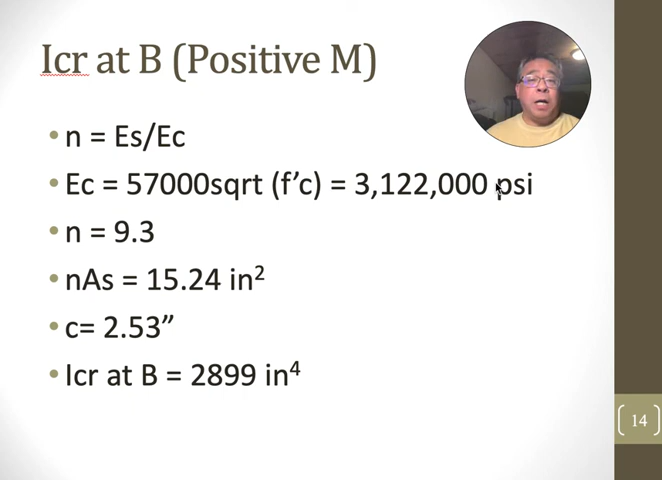 Icr at B (Positive M)
• n = Es/Ec
• Ec = 57000sqrt (f’c) = 3,122,000 psi
• n = 9.3
• nAs = 15.24 in²
• c= 2.53”
• Icr at B = 2899 in⁴
14